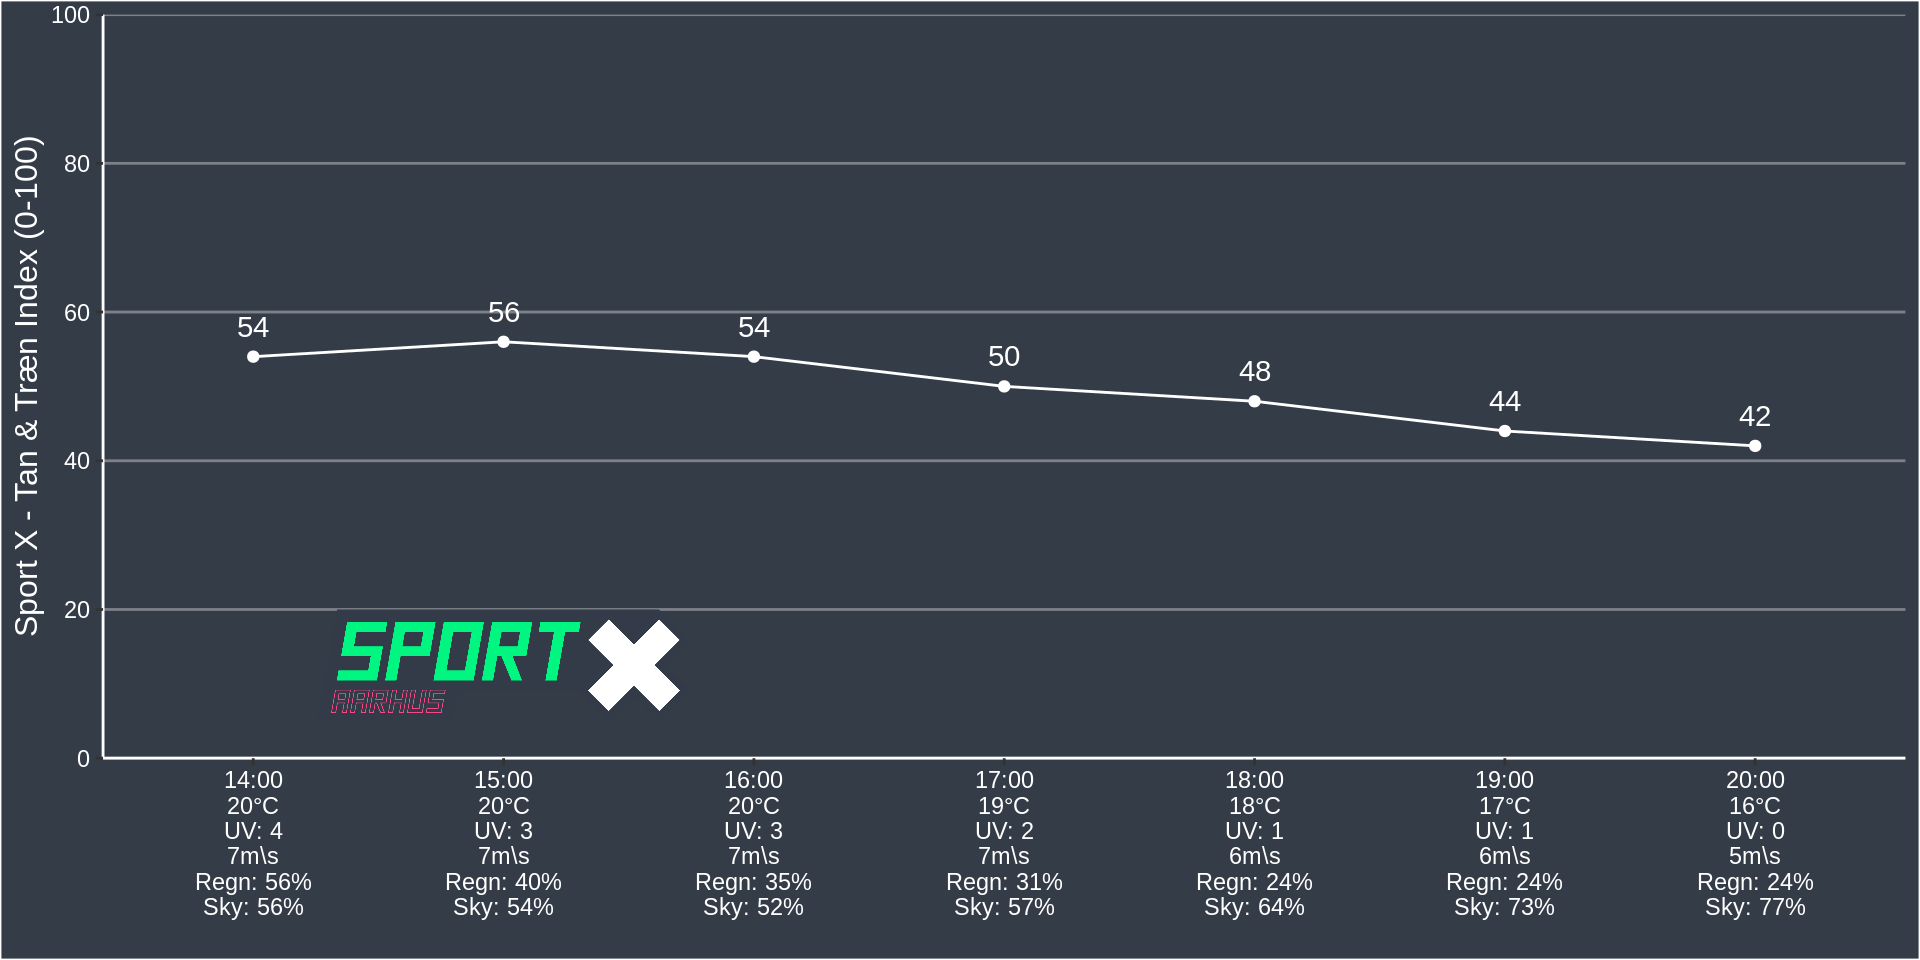 Sport X - Tan & Træn Index (0-100)
100
80
60
40
20
0
54
56
54
50
48
44
42
SPORT X
AARHUS
14:00 15:00 16:00 17:00 18:00 19:00 20:00
20°C 20°C 20°C 19°C 18°C 17°C 16°C
UV: 4 UV: 3 UV: 3 UV: 2 UV: 1 UV: 1 UV: 0
7m\s 7m\s 7m\s 7m\s 6m\s 6m\s 5m\s
Regn: 56% Regn: 40% Regn: 35% Regn: 31% Regn: 24% Regn: 24% Regn: 24%
Sky: 56% Sky: 54% Sky: 52% Sky: 57% Sky: 64% Sky: 73% Sky: 77%